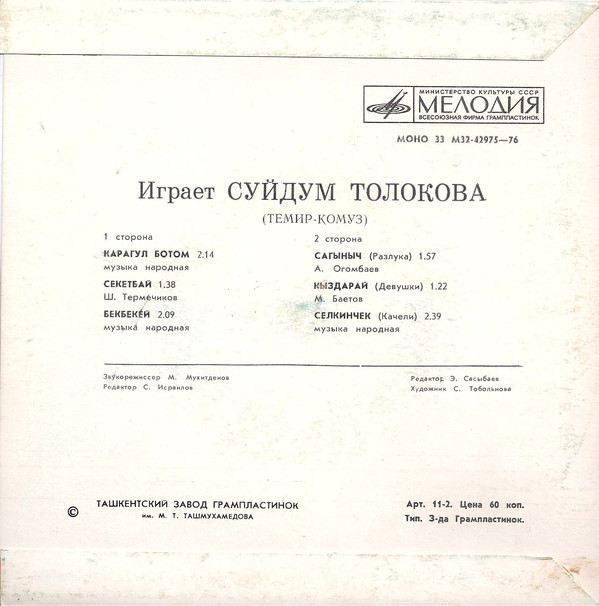 МИНИСТЕРСТВО КУЛЬТУРЫ СССР
МЕЛОДИЯ
ВСЕСОЮЗНАЯ ФИРМА ГРАМПЛАСТИНОК
МОНО 33 М32-42975—76
Играет СУЙДУМ ТОЛОКОВА
(ТЕМИР-КОМУЗ)
1 сторона
КАРАГУЛ БОТОМ 2.14
музыка народная
СЕКЕТБАЙ 1.38
Ш. Термечиков
БЕКБЕКЕЙ 2.09
музыка народная
2 сторона
САГЫНЫЧ (Разлука) 1.57
А. Огомбаев
КЫЗДАРАЙ (Девушки) 1.22
М. Баетов
СЕЛКИНЧЕК (Качели) 2.39
музыка народная
Звукорежиссер М. Мухитденов
Редактор С. Исраилов
Редактор Э. Сасыбаев
Художник С. Тобольнова
© ТАШКЕНТСКИЙ ЗАВОД ГРАМПЛАСТИНОК
им. М. Т. ТАШМУХАМЕДОВА
Арт. 11-2. Цена 60 коп.
Тип. З-да Грампластинок.